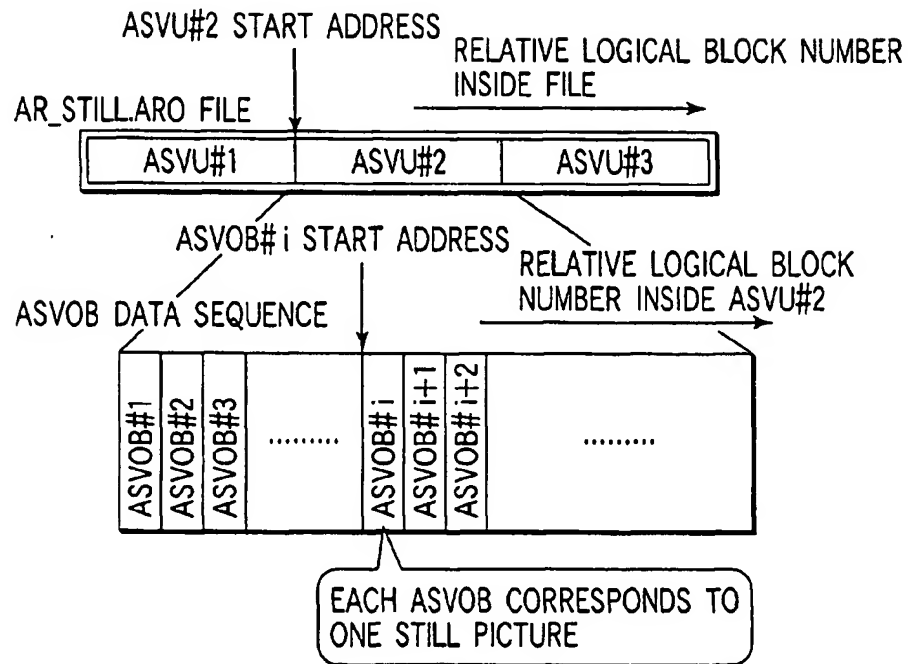 ASVU#2 START ADDRESS
RELATIVE LOGICAL BLOCK NUMBER
INSIDE FILE
AR_STILL.ARO FILE
ASVU#1
ASVU#2
ASVU#3
ASVOB#i START ADDRESS
RELATIVE LOGICAL BLOCK
NUMBER INSIDE ASVU#2
ASVOB DATA SEQUENCE
ASVOB#1
ASVOB#2
ASVOB#3
.........
ASVOB#i
ASVOB#i+1
ASVOB#i+2
.........
EACH ASVOB CORRESPONDS TO
ONE STILL PICTURE